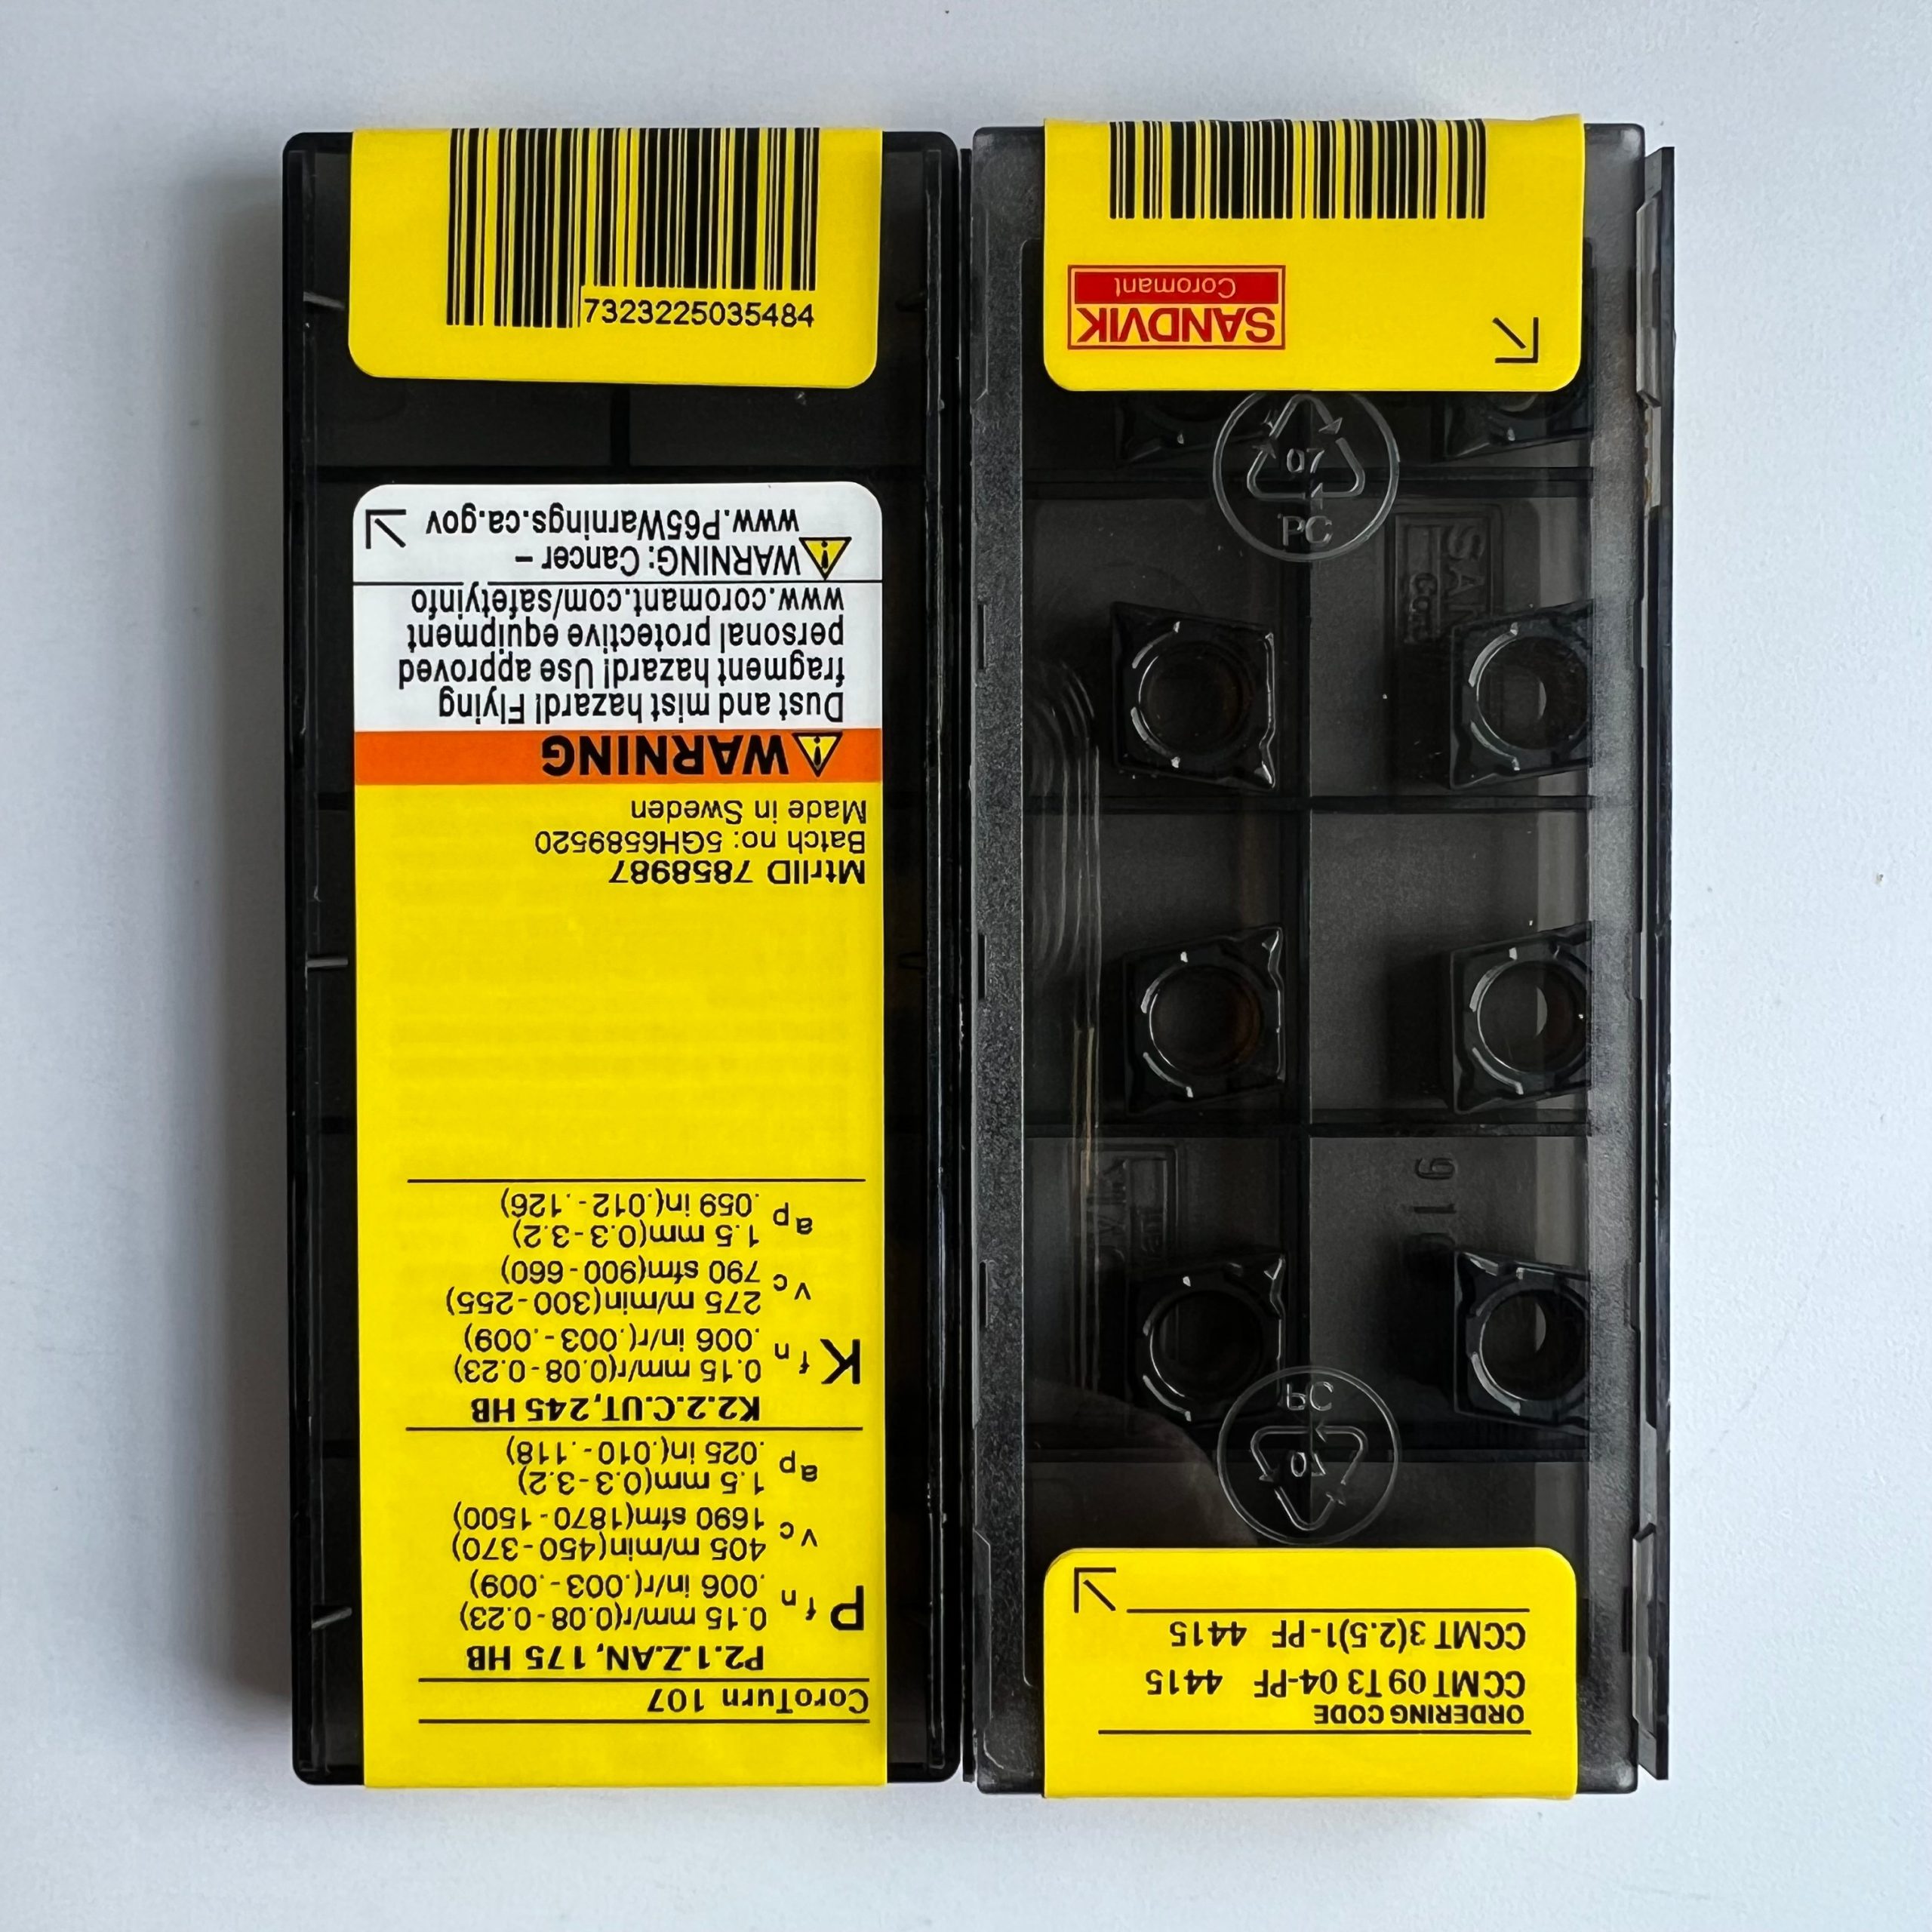 ORDERING CODE
CCMT 09 T3 04-PF 4415
CCMT 3(2.5)1-PF 4415
07
PC
07
PC
SANDVIK
Coromant
CoroTurn 107
P2.1.Z.AN, 175 HB
P fn 0.15 mm/r(0.08-0.23)
.006 in/r(.003-.009)
vc 405 m/min(450-370)
1690 sfm(1870-1500)
ap 1.5 mm(0.3-3.2)
.025 in(.010-.118)
K2.2.C.UT,245 HB
K fn 0.15 mm/r(0.08-0.23)
.006 in/r(.003-.009)
vc 275 m/min(300-255)
790 sfm(900-660)
ap 1.5 mm(0.3-3.2)
.059 in(.012-.126)
MtrlID 7858987
Batch no: 5GH6589520
Made in Sweden
WARNING
Dust and mist hazard! Flying
fragment hazard! Use approved
personal protective equipment
www.coromant.com/safetyinfo
WARNING: Cancer –
www.P65Warnings.ca.gov
7323225035484